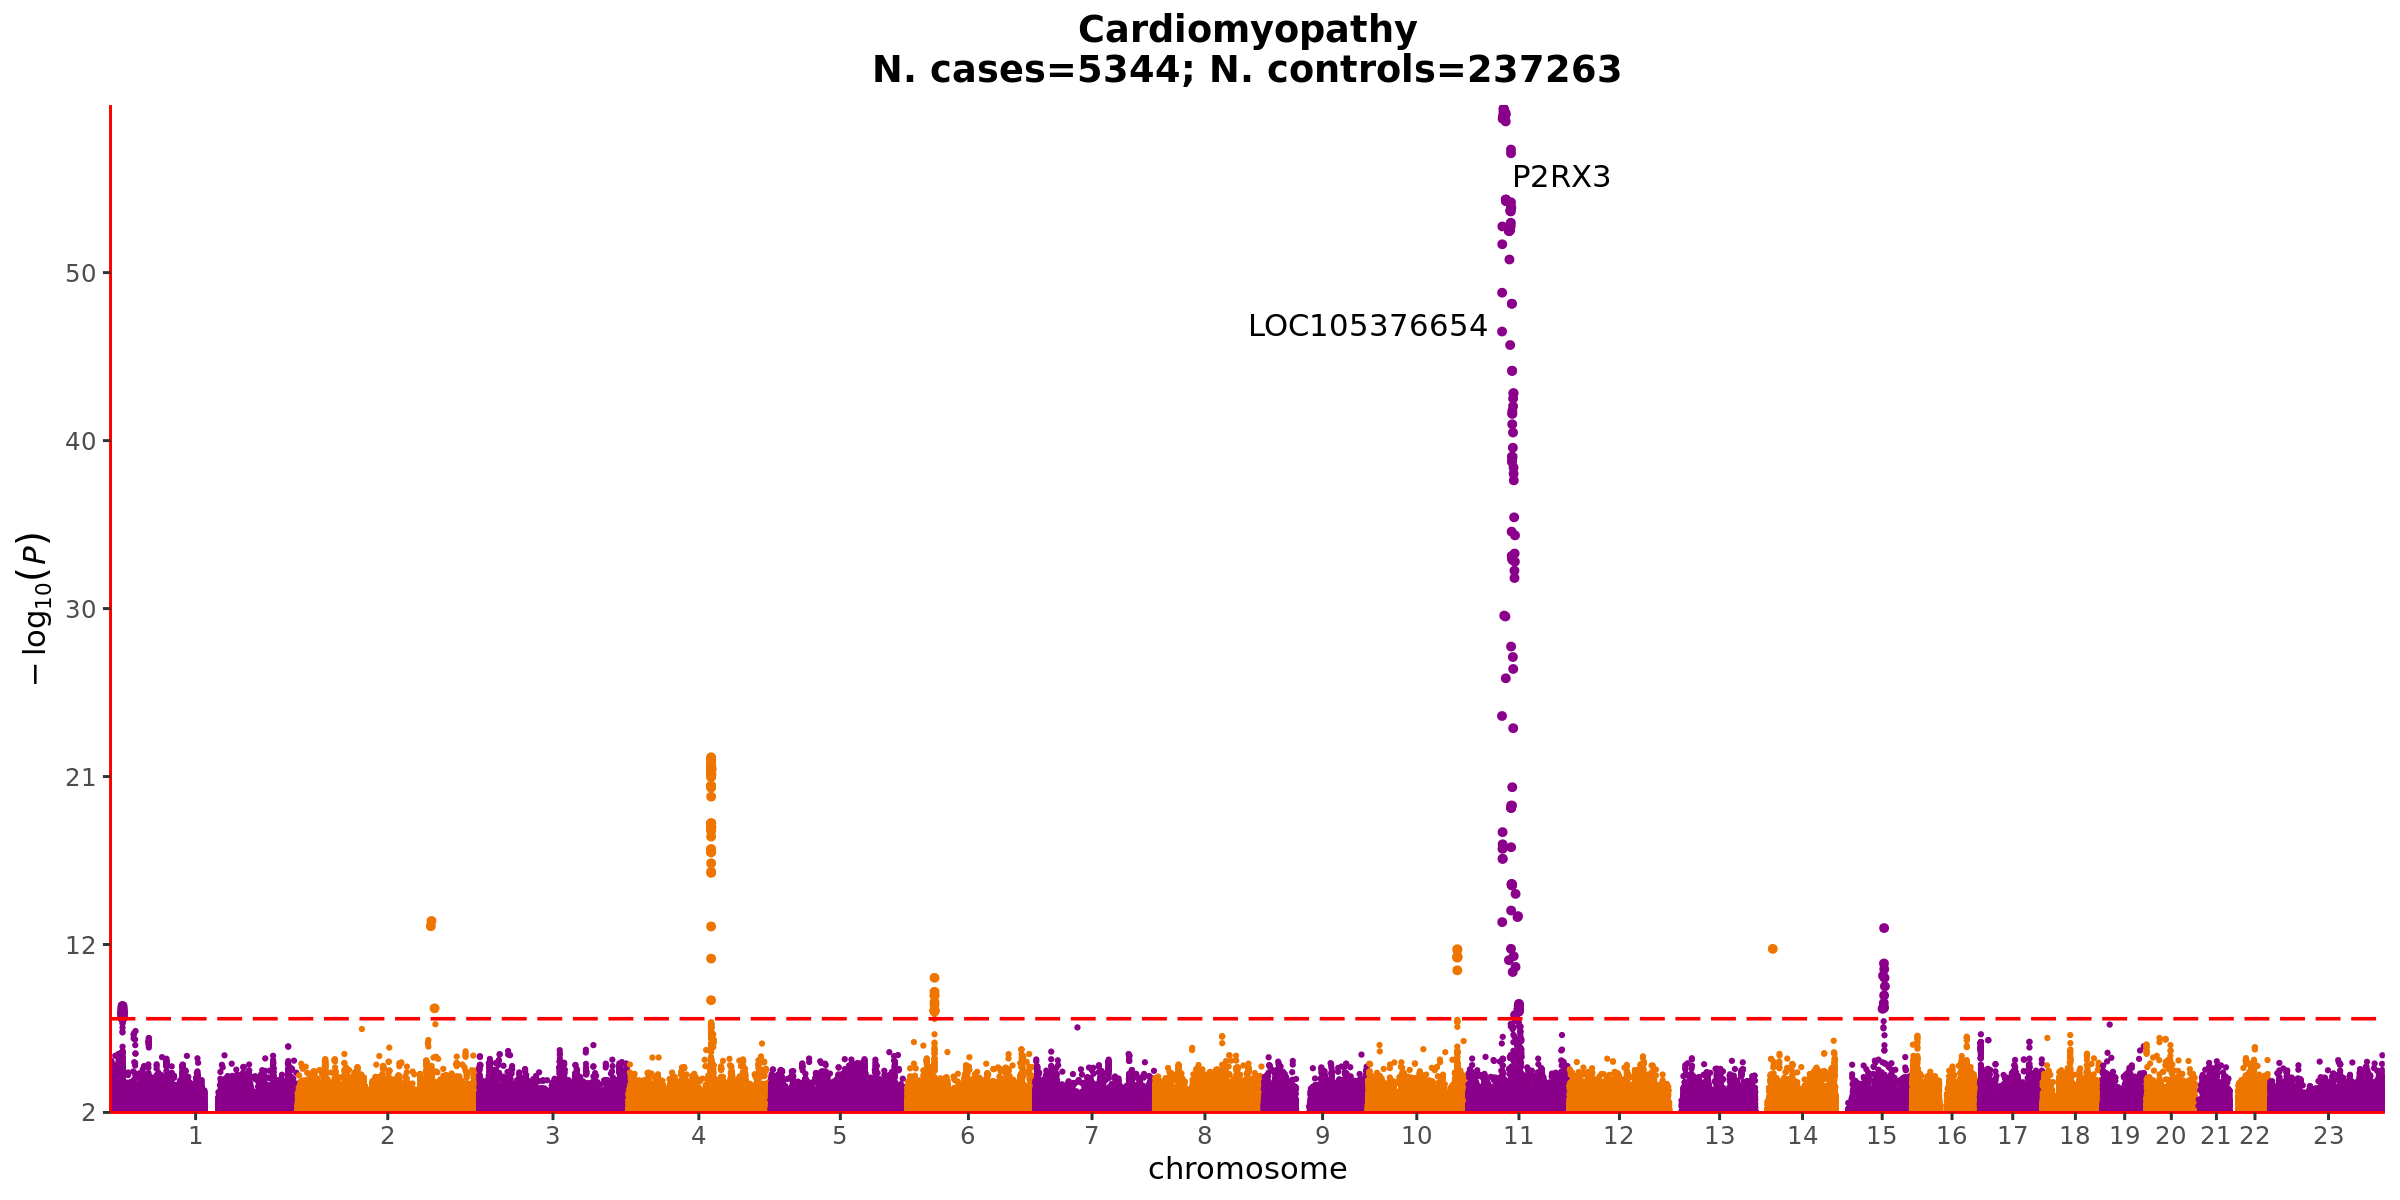 Cardiomyopathy
N. cases=5344; N. controls=237263
P2RX3
LOC105376654
50
40
30
21
12
2
−log10(P)
1 2 3 4 5 6 7 8 9 10 11 12 13 14 15 16 17 18 19 20 21 22 23
chromosome